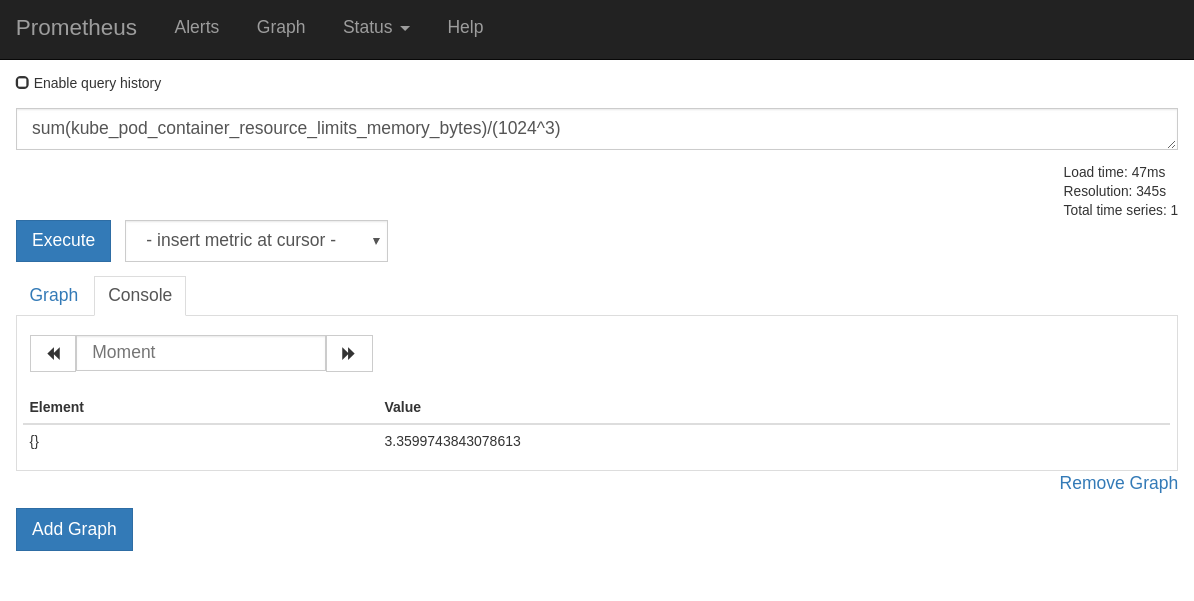 Prometheus Alerts Graph Status Help
Enable query history
sum(kube_pod_container_resource_limits_memory_bytes)/(1024^3)
Load time: 47ms
Resolution: 345s
Total time series: 1
Execute - insert metric at cursor -
Graph Console
Moment
Element Value
{} 3.3599743843078613
Remove Graph
Add Graph